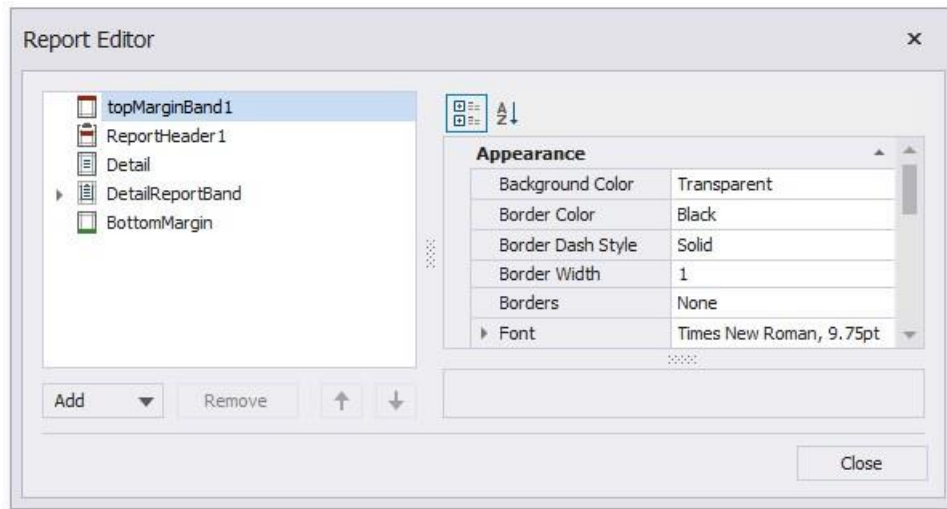 Report Editor
topMarginBand1
ReportHeader1
Detail
DetailReportBand
BottomMargin
Add
Remove
A
Z
Appearance
Background Color Transparent
Border Color Black
Border Dash Style Solid
Border Width 1
Borders None
Font Times New Roman, 9.75pt
Close